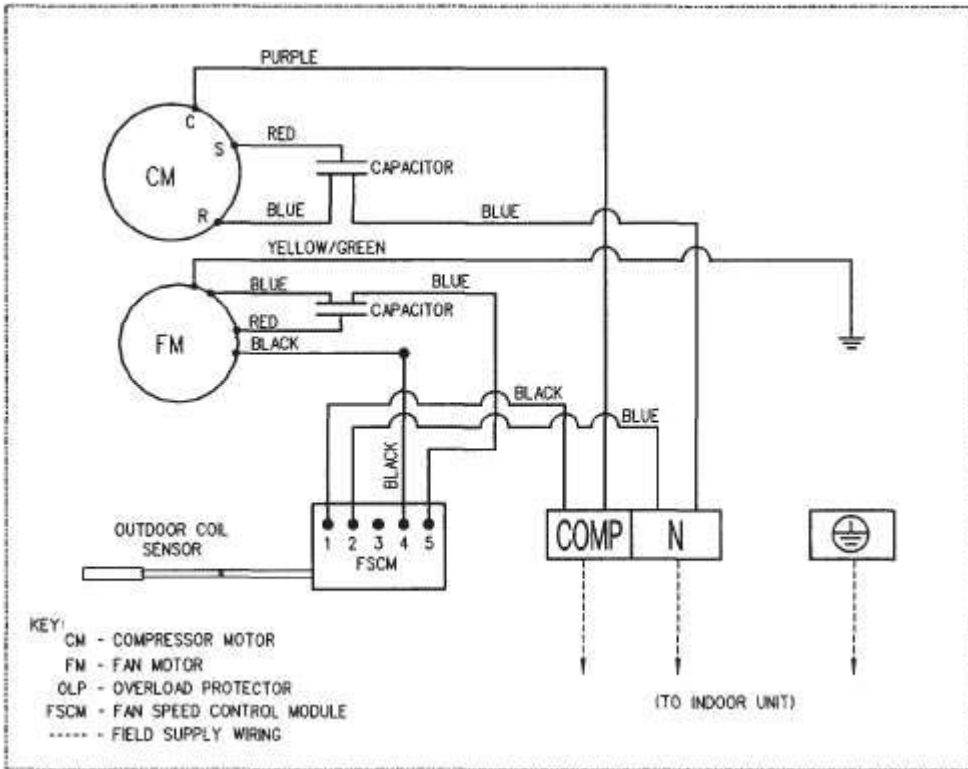 PURPLE
C
RED
S
CM
CAPACITOR
R
BLUE
BLUE
YELLOW/GREEN
BLUE
BLUE
CAPACITOR
RED
FM
BLACK
BLACK
BLUE
BLACK
1 2 3 4 5
FSCM
COMP
N
OUTDOOR COIL
SENSOR
KEY:
CM - COMPRESSOR MOTOR
FM - FAN MOTOR
OLP - OVERLOAD PROTECTOR
FSCM - FAN SPEED CONTROL MODULE
----- - FIELD SUPPLY WIRING
(TO INDOOR UNIT)